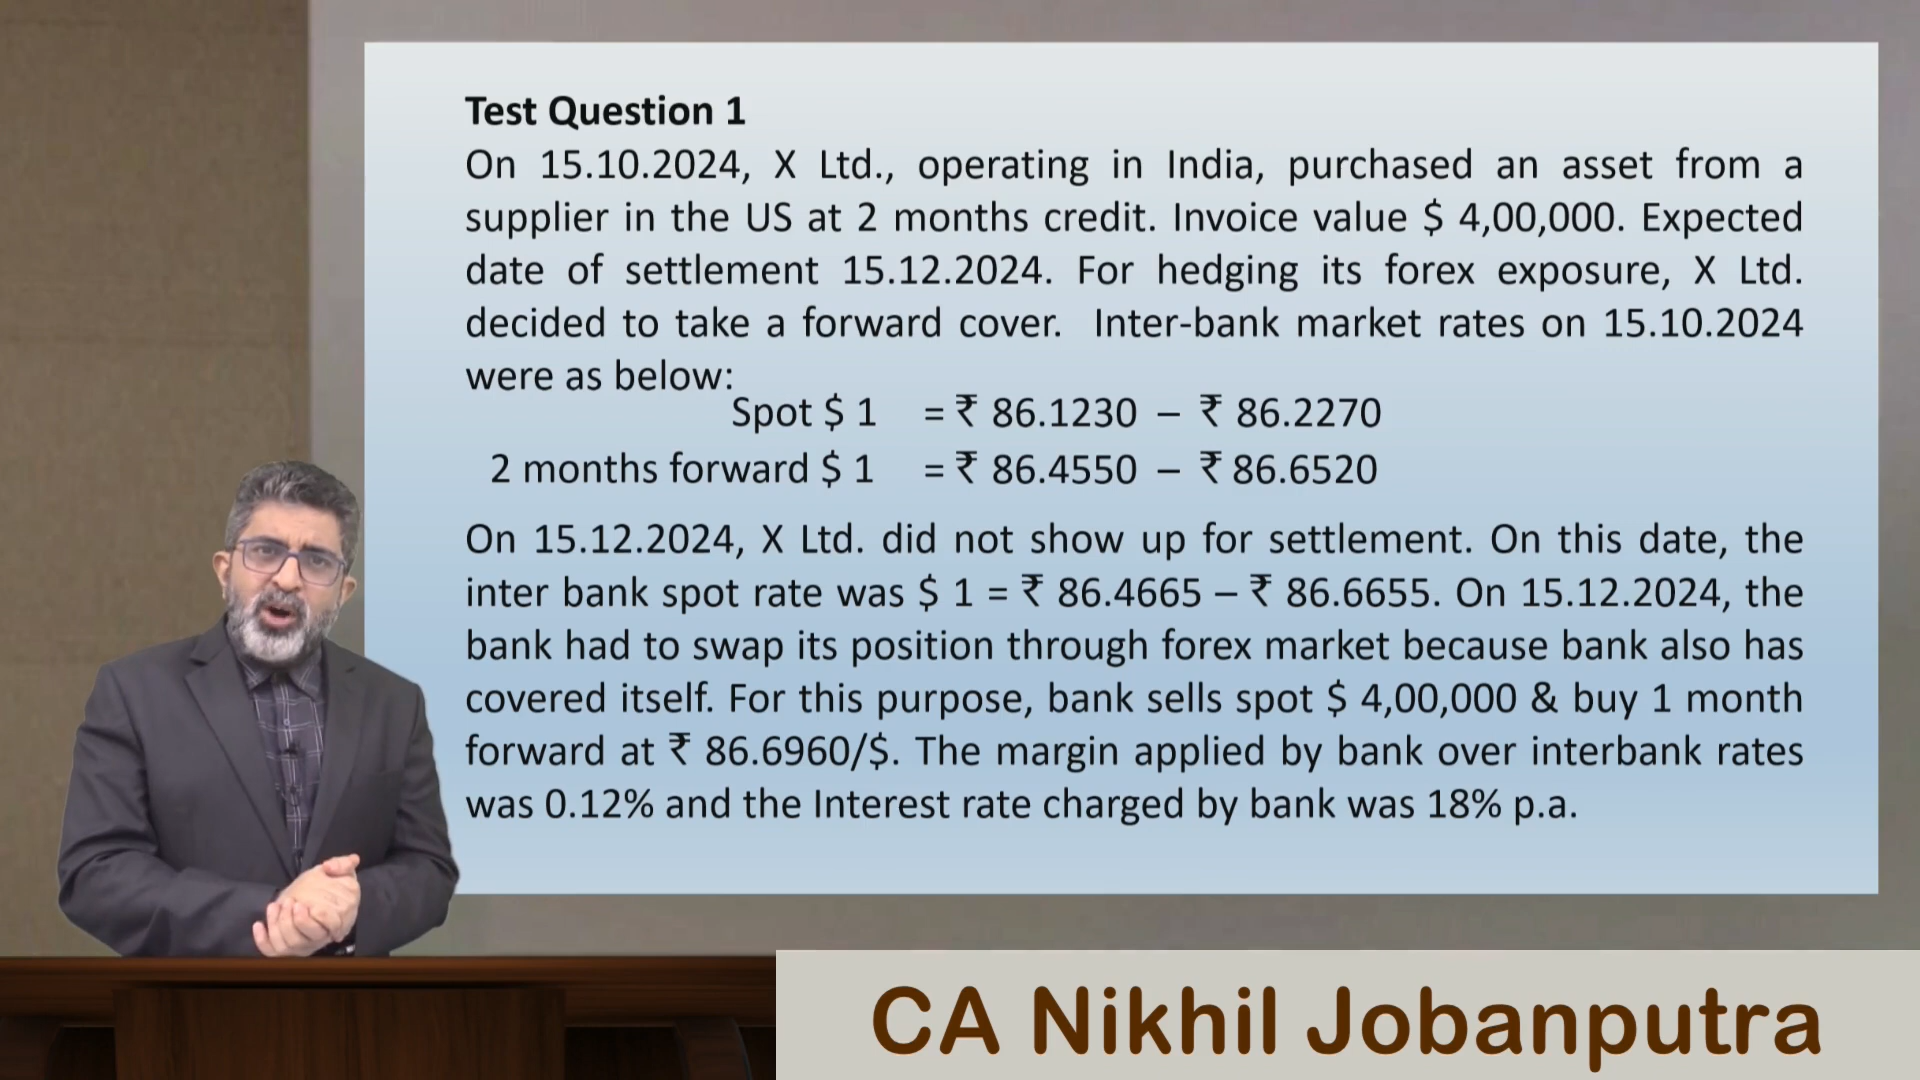 Test Question 1
On 15.10.2024, X Ltd., operating in India, purchased an asset from a
supplier in the US at 2 months credit. Invoice value $ 4,00,000. Expected
date of settlement 15.12.2024. For hedging its forex exposure, X Ltd.
decided to take a forward cover. Inter-bank market rates on 15.10.2024
were as below:
Spot $ 1 = ₹ 86.1230 – ₹ 86.2270
2 months forward $ 1 = ₹ 86.4550 – ₹ 86.6520
On 15.12.2024, X Ltd. did not show up for settlement. On this date, the
inter bank spot rate was $ 1 = ₹ 86.4665 – ₹ 86.6655. On 15.12.2024, the
bank had to swap its position through forex market because bank also has
covered itself. For this purpose, bank sells spot $ 4,00,000 & buy 1 month
forward at ₹ 86.6960/$. The margin applied by bank over interbank rates
was 0.12% and the Interest rate charged by bank was 18% p.a.
CA Nikhil Jobanputra